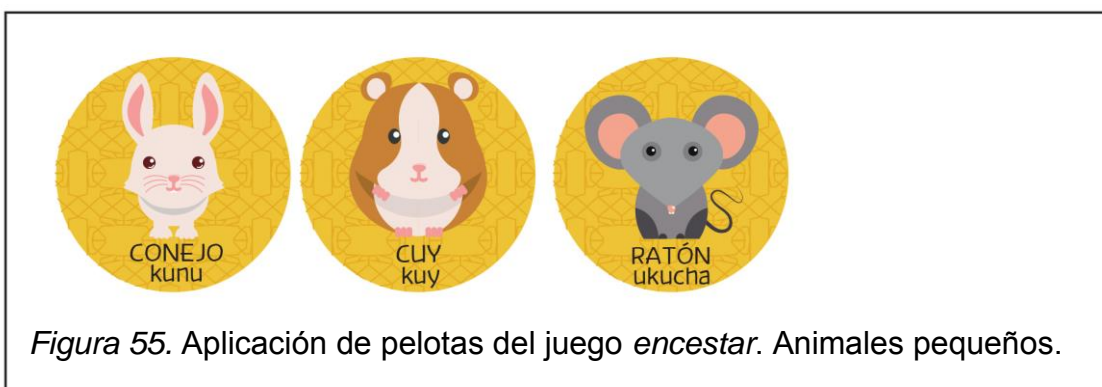 CONEJO
kunu
CUY
kuy
RATÓN
ukucha
Figura 55. Aplicación de pelotas del juego encestar. Animales pequeños.